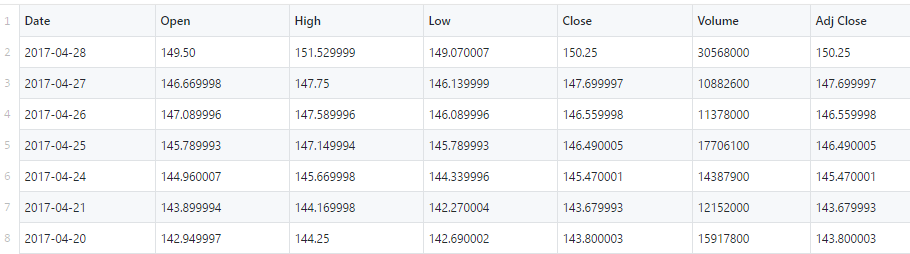 1 Date Open High Low Close Volume Adj Close
2 2017-04-28 149.50 151.529999 149.070007 150.25 30568000 150.25
3 2017-04-27 146.669998 147.75 146.139999 147.699997 10882600 147.699997
4 2017-04-26 147.089996 147.589996 146.089996 146.559998 11378000 146.559998
5 2017-04-25 145.789993 147.149994 145.789993 146.490005 17706100 146.490005
6 2017-04-24 144.960007 145.669998 144.339996 145.470001 14387900 145.470001
7 2017-04-21 143.899994 144.169998 142.270004 143.679993 12152000 143.679993
8 2017-04-20 142.949997 144.25 142.690002 143.800003 15917800 143.800003